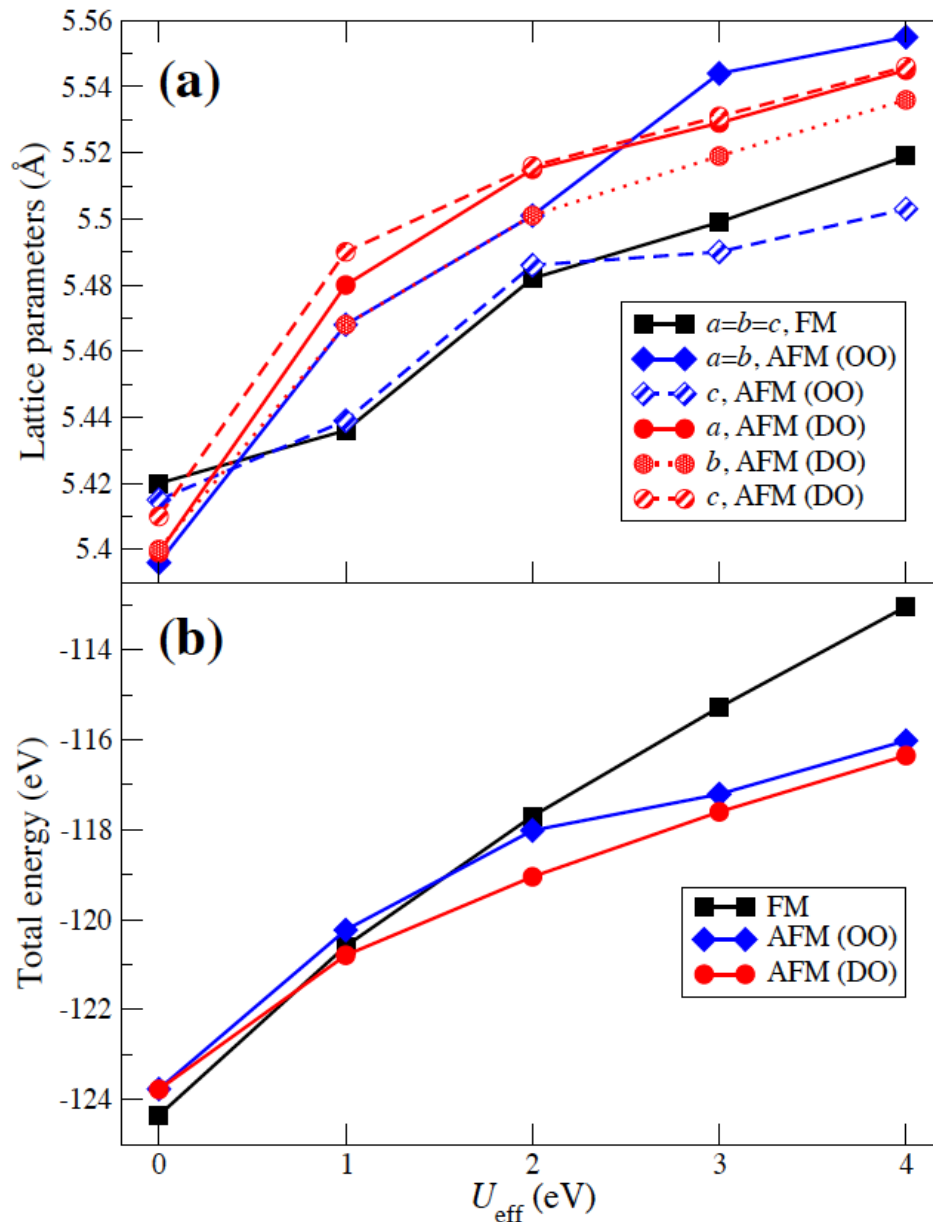 5.56
5.54
5.52
5.5
5.48
5.46
5.44
5.42
5.4
Lattice parameters (Å)
(a)
a=b=c, FM
a=b, AFM (OO)
c, AFM (OO)
a, AFM (DO)
b, AFM (DO)
c, AFM (DO)
(b)
-114
-116
-118
-120
-122
-124
Total energy (eV)
FM
AFM (OO)
AFM (DO)
0 1 2 3 4
Ueff (eV)